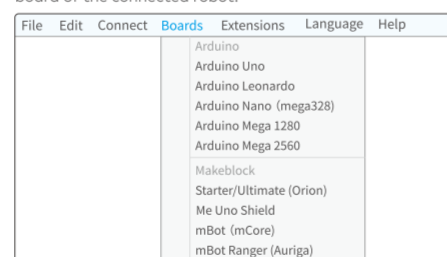 board of the connected robot.
File Edit Connect Boards Extensions Language Help
Arduino
Arduino Uno
Arduino Leonardo
Arduino Nano (mega328)
Arduino Mega 1280
Arduino Mega 2560
Makeblock
Starter/Ultimate (Orion)
Me Uno Shield
mBot (mCore)
mBot Ranger (Auriga)